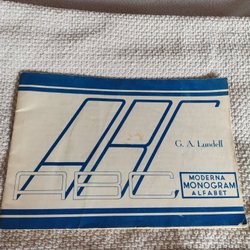 ABC
G. A. Lundell
ABC
MODERNA
MONOGRAM
ALFABET